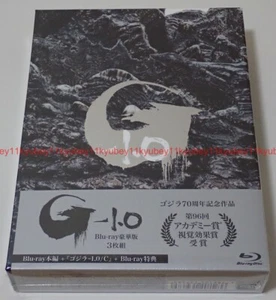 G-1.0
Blu-ray豪華版
3枚組
ゴジラ70周年記念作品
第96回
アカデミー賞®
視覚効果賞
受賞
Blu-ray本編+『ゴジラ-1.0/C』+Blu-ray特典
Blu-ray
11kyubey11kyubey11kyubey11kyubey